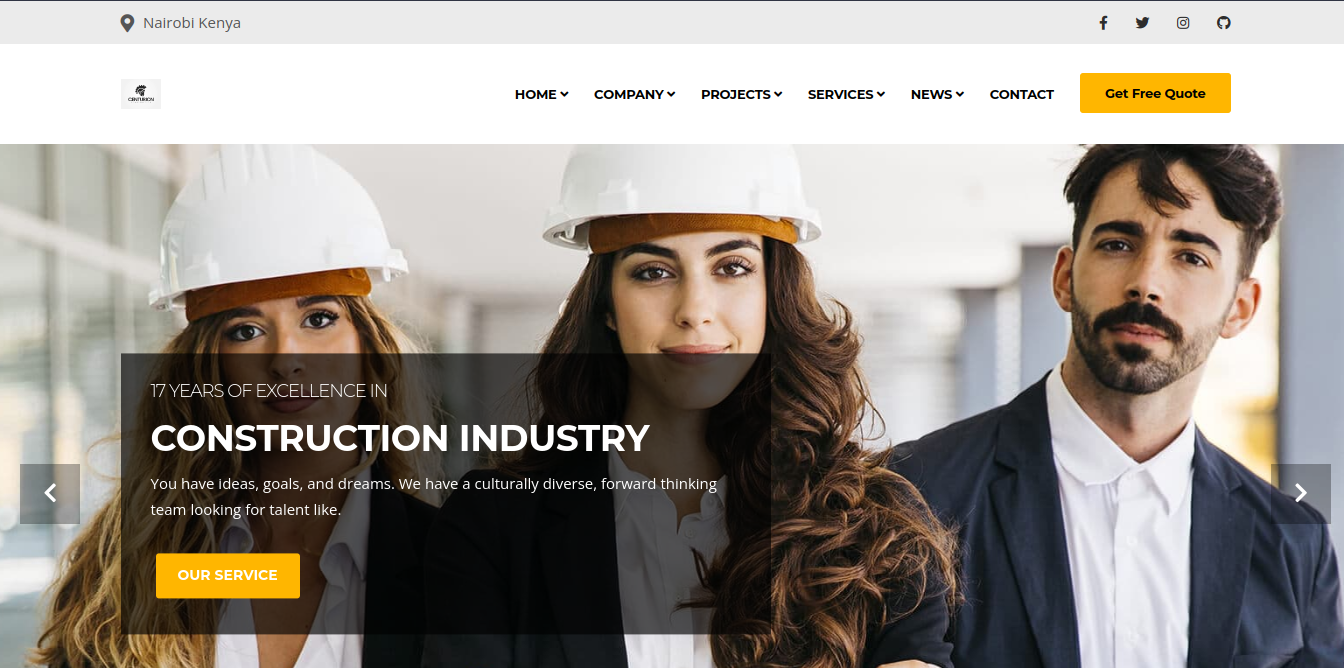 Nairobi Kenya
CENTURION
HOME COMPANY PROJECTS SERVICES NEWS CONTACT Get Free Quote
17 YEARS OF EXCELLENCE IN
CONSTRUCTION INDUSTRY
You have ideas, goals, and dreams. We have a culturally diverse, forward thinking
team looking for talent like.
OUR SERVICE